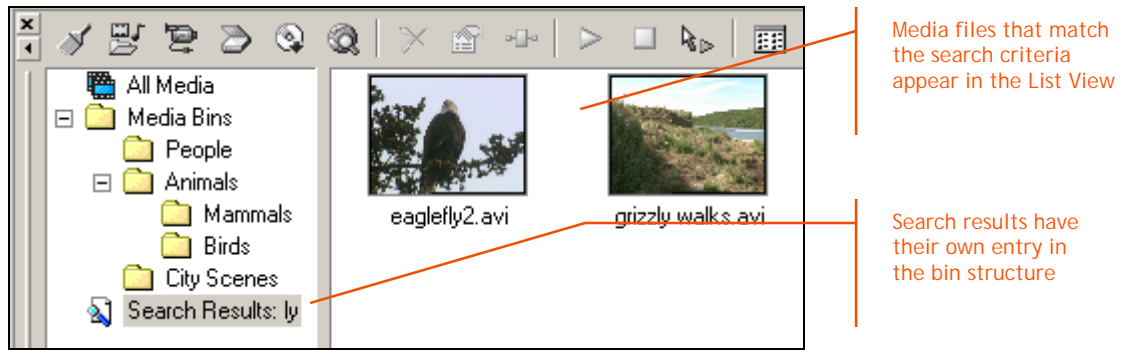 All Media
Media Bins
People
Animals
Mammals
Birds
City Scenes
Search Results: ly
eaglefly2.avi
grizzly walks.avi
Media files that match
the search criteria
appear in the List View
Search results have
their own entry in
the bin structure